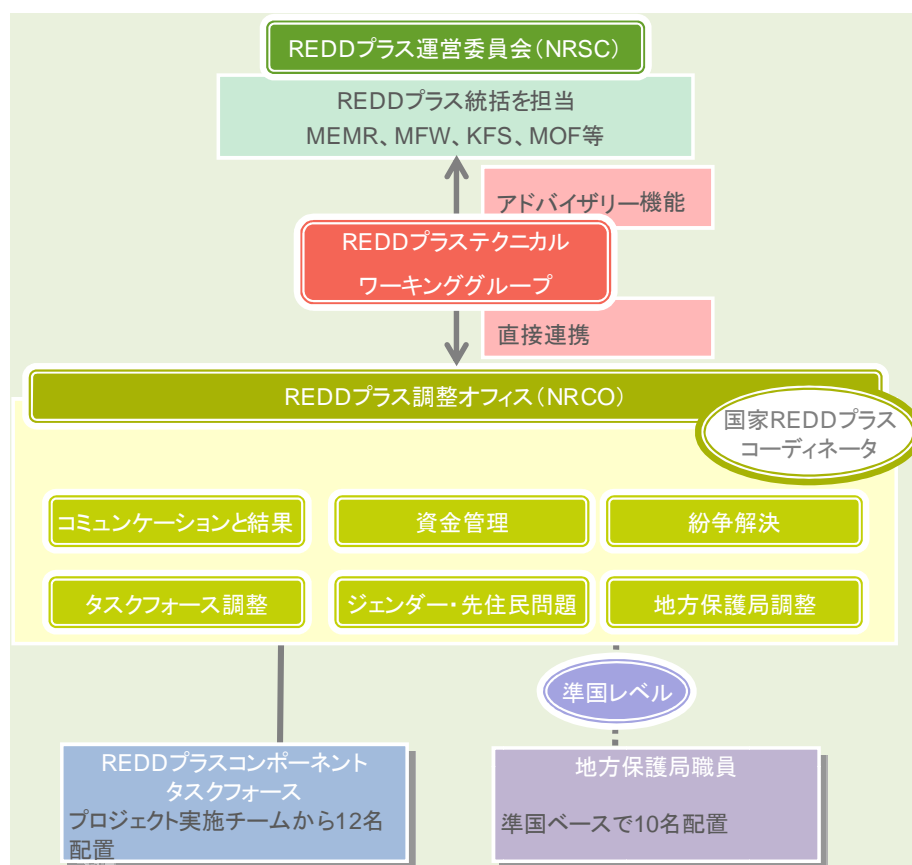 REDDプラス運営委員会(NRSC)
REDDプラス統括を担当
MEMR、MFW、KFS、MOF等
アドバイザリー機能
REDDプラステクニカル
ワーキンググループ
直接連携
REDDプラス調整オフィス(NRCO)
国家REDDプラス
コーディネータ
コミュンケーションと結果
資金管理
紛争解決
タスクフォース調整
ジェンダー・先住民問題
地方保護局調整
準国レベル
REDDプラスコンポーネント
タスクフォース
プロジェクト実施チームから12名
配置
地方保護局職員
準国ベースで10名配置